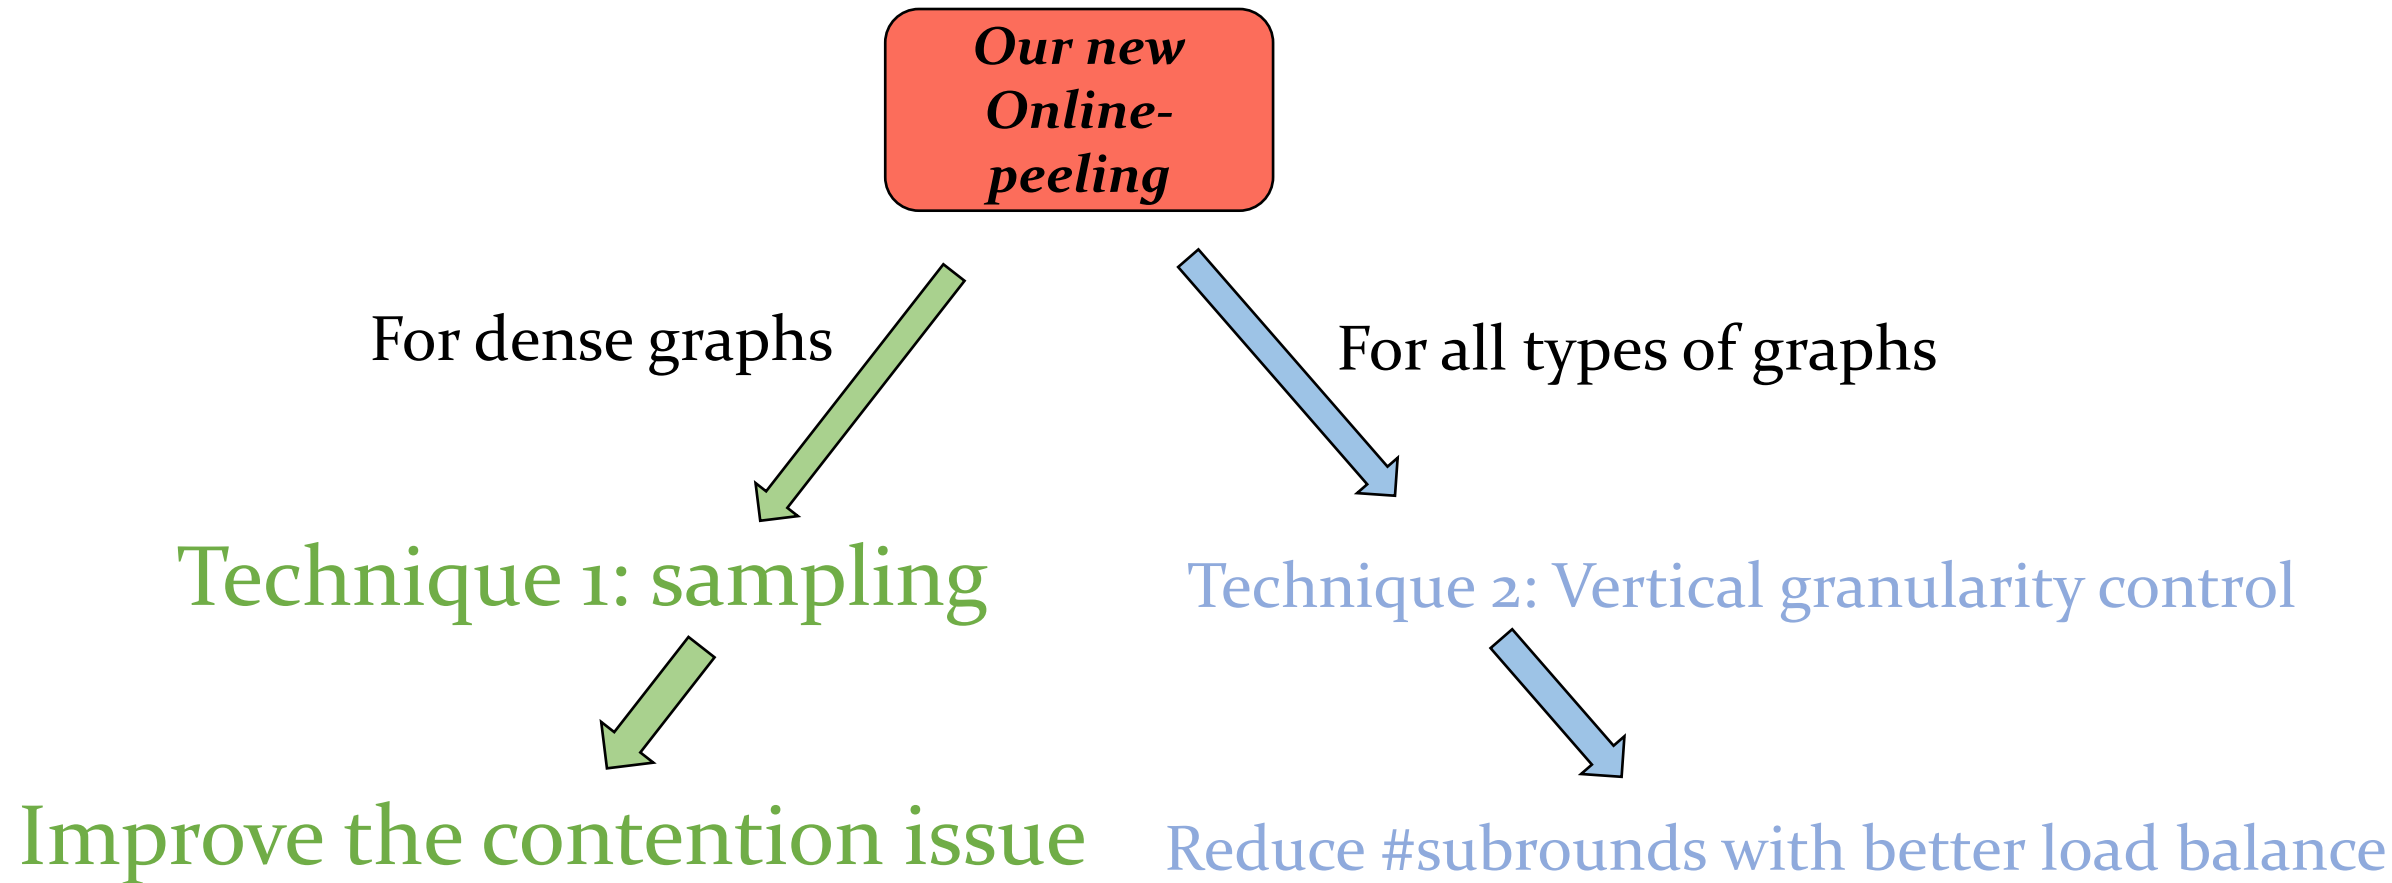 Our new
Online-
peeling
For dense graphs
For all types of graphs
Technique 1: sampling
Technique 2: Vertical granularity control
Improve the contention issue
Reduce #subrounds with better load balance